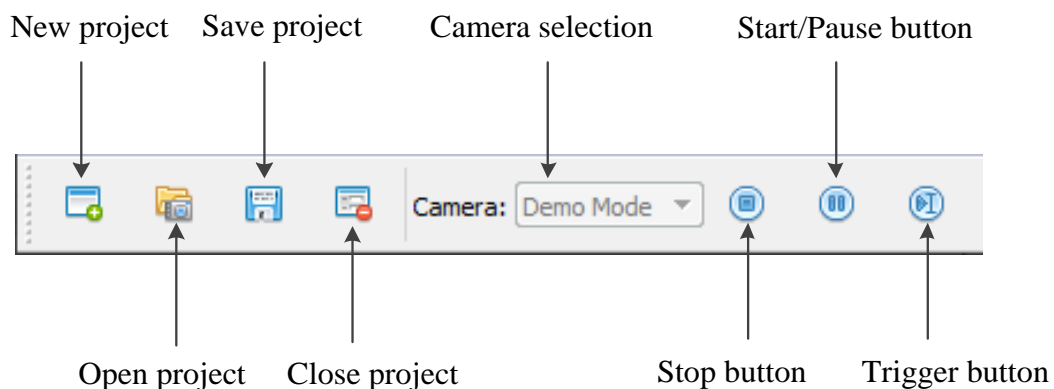 New project Save project Camera selection Start/Pause button
Camera: Demo Mode
Open project Close project Stop button Trigger button